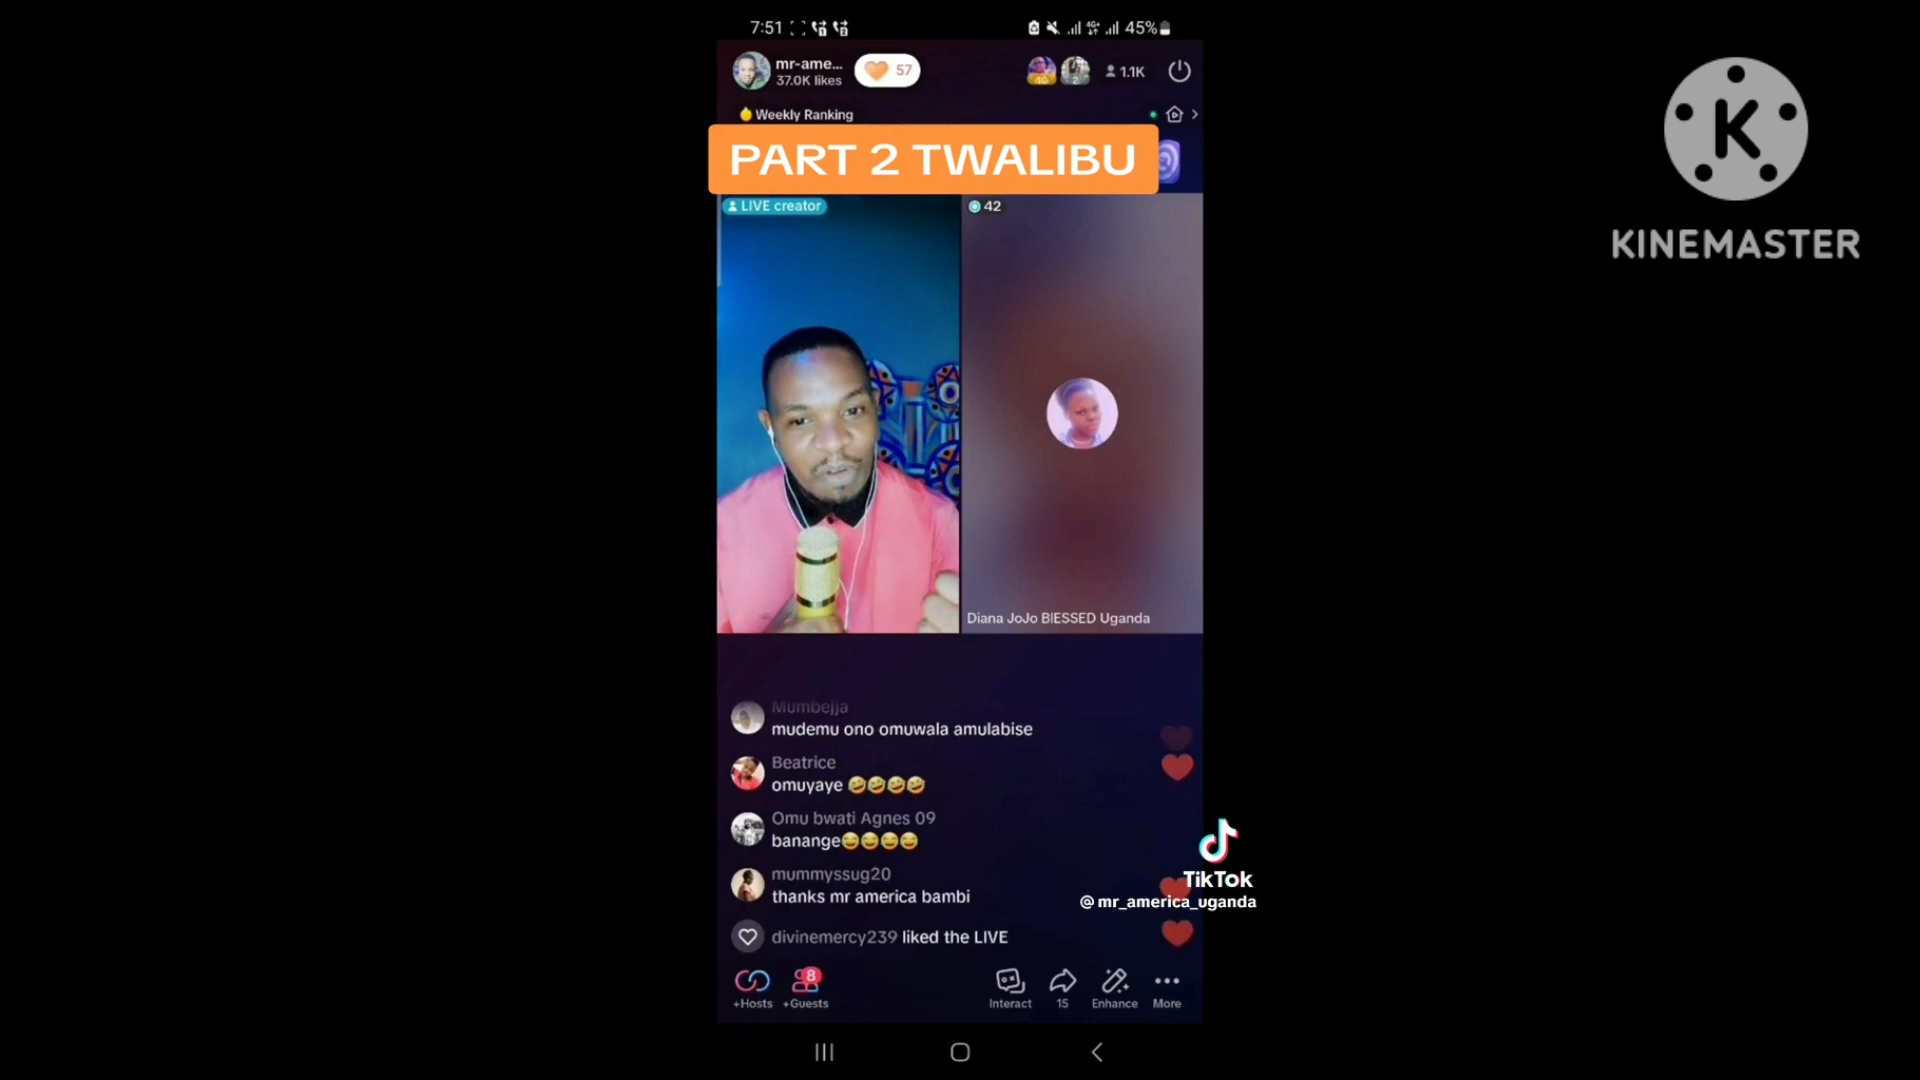 7:51
45%
mr-ame...
37.0K likes
57
1.1K
Weekly Ranking
PART 2 TWALIBU
LIVE creator
42
Diana JoJo BlESSED Uganda
Mumbejja
mudemu ono omuwala amulabise
Beatrice
omuyaye 🤣🤣🤣🤣
Omu bwati Agnes 09
banange😂😂😂😂
mummyssug20
thanks mr america bambi
divinemercy239 liked the LIVE
8
+Hosts
+Guests
Interact
15
Enhance
More
TikTok
@mr_america_uganda
K
KINEMASTER